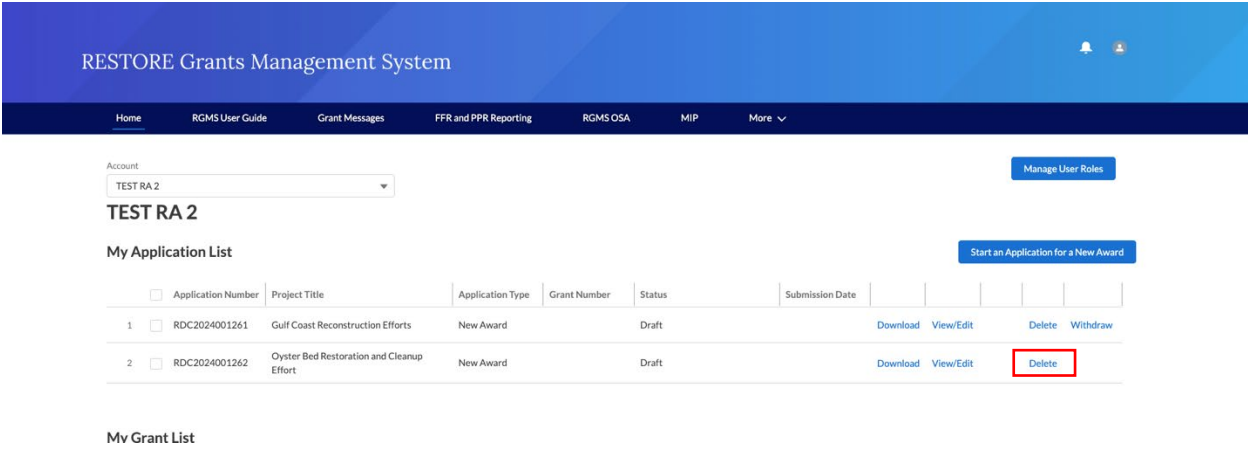 RESTORE Grants Management System
Home RGMS User Guide Grant Messages FFR and PPR Reporting RGMS OSA MIP More
Account
Manage User Roles
TEST RA 2
TEST RA 2
My Application List
Start an Application for a New Award
Application Number Project Title Application Type Grant Number Status Submission Date
1 RDC2024001261 Gulf Coast Reconstruction Efforts New Award Draft Download View/Edit Delete Withdraw
2 RDC2024001262 Oyster Bed Restoration and Cleanup
Effort New Award Draft Download View/Edit Delete
My Grant List